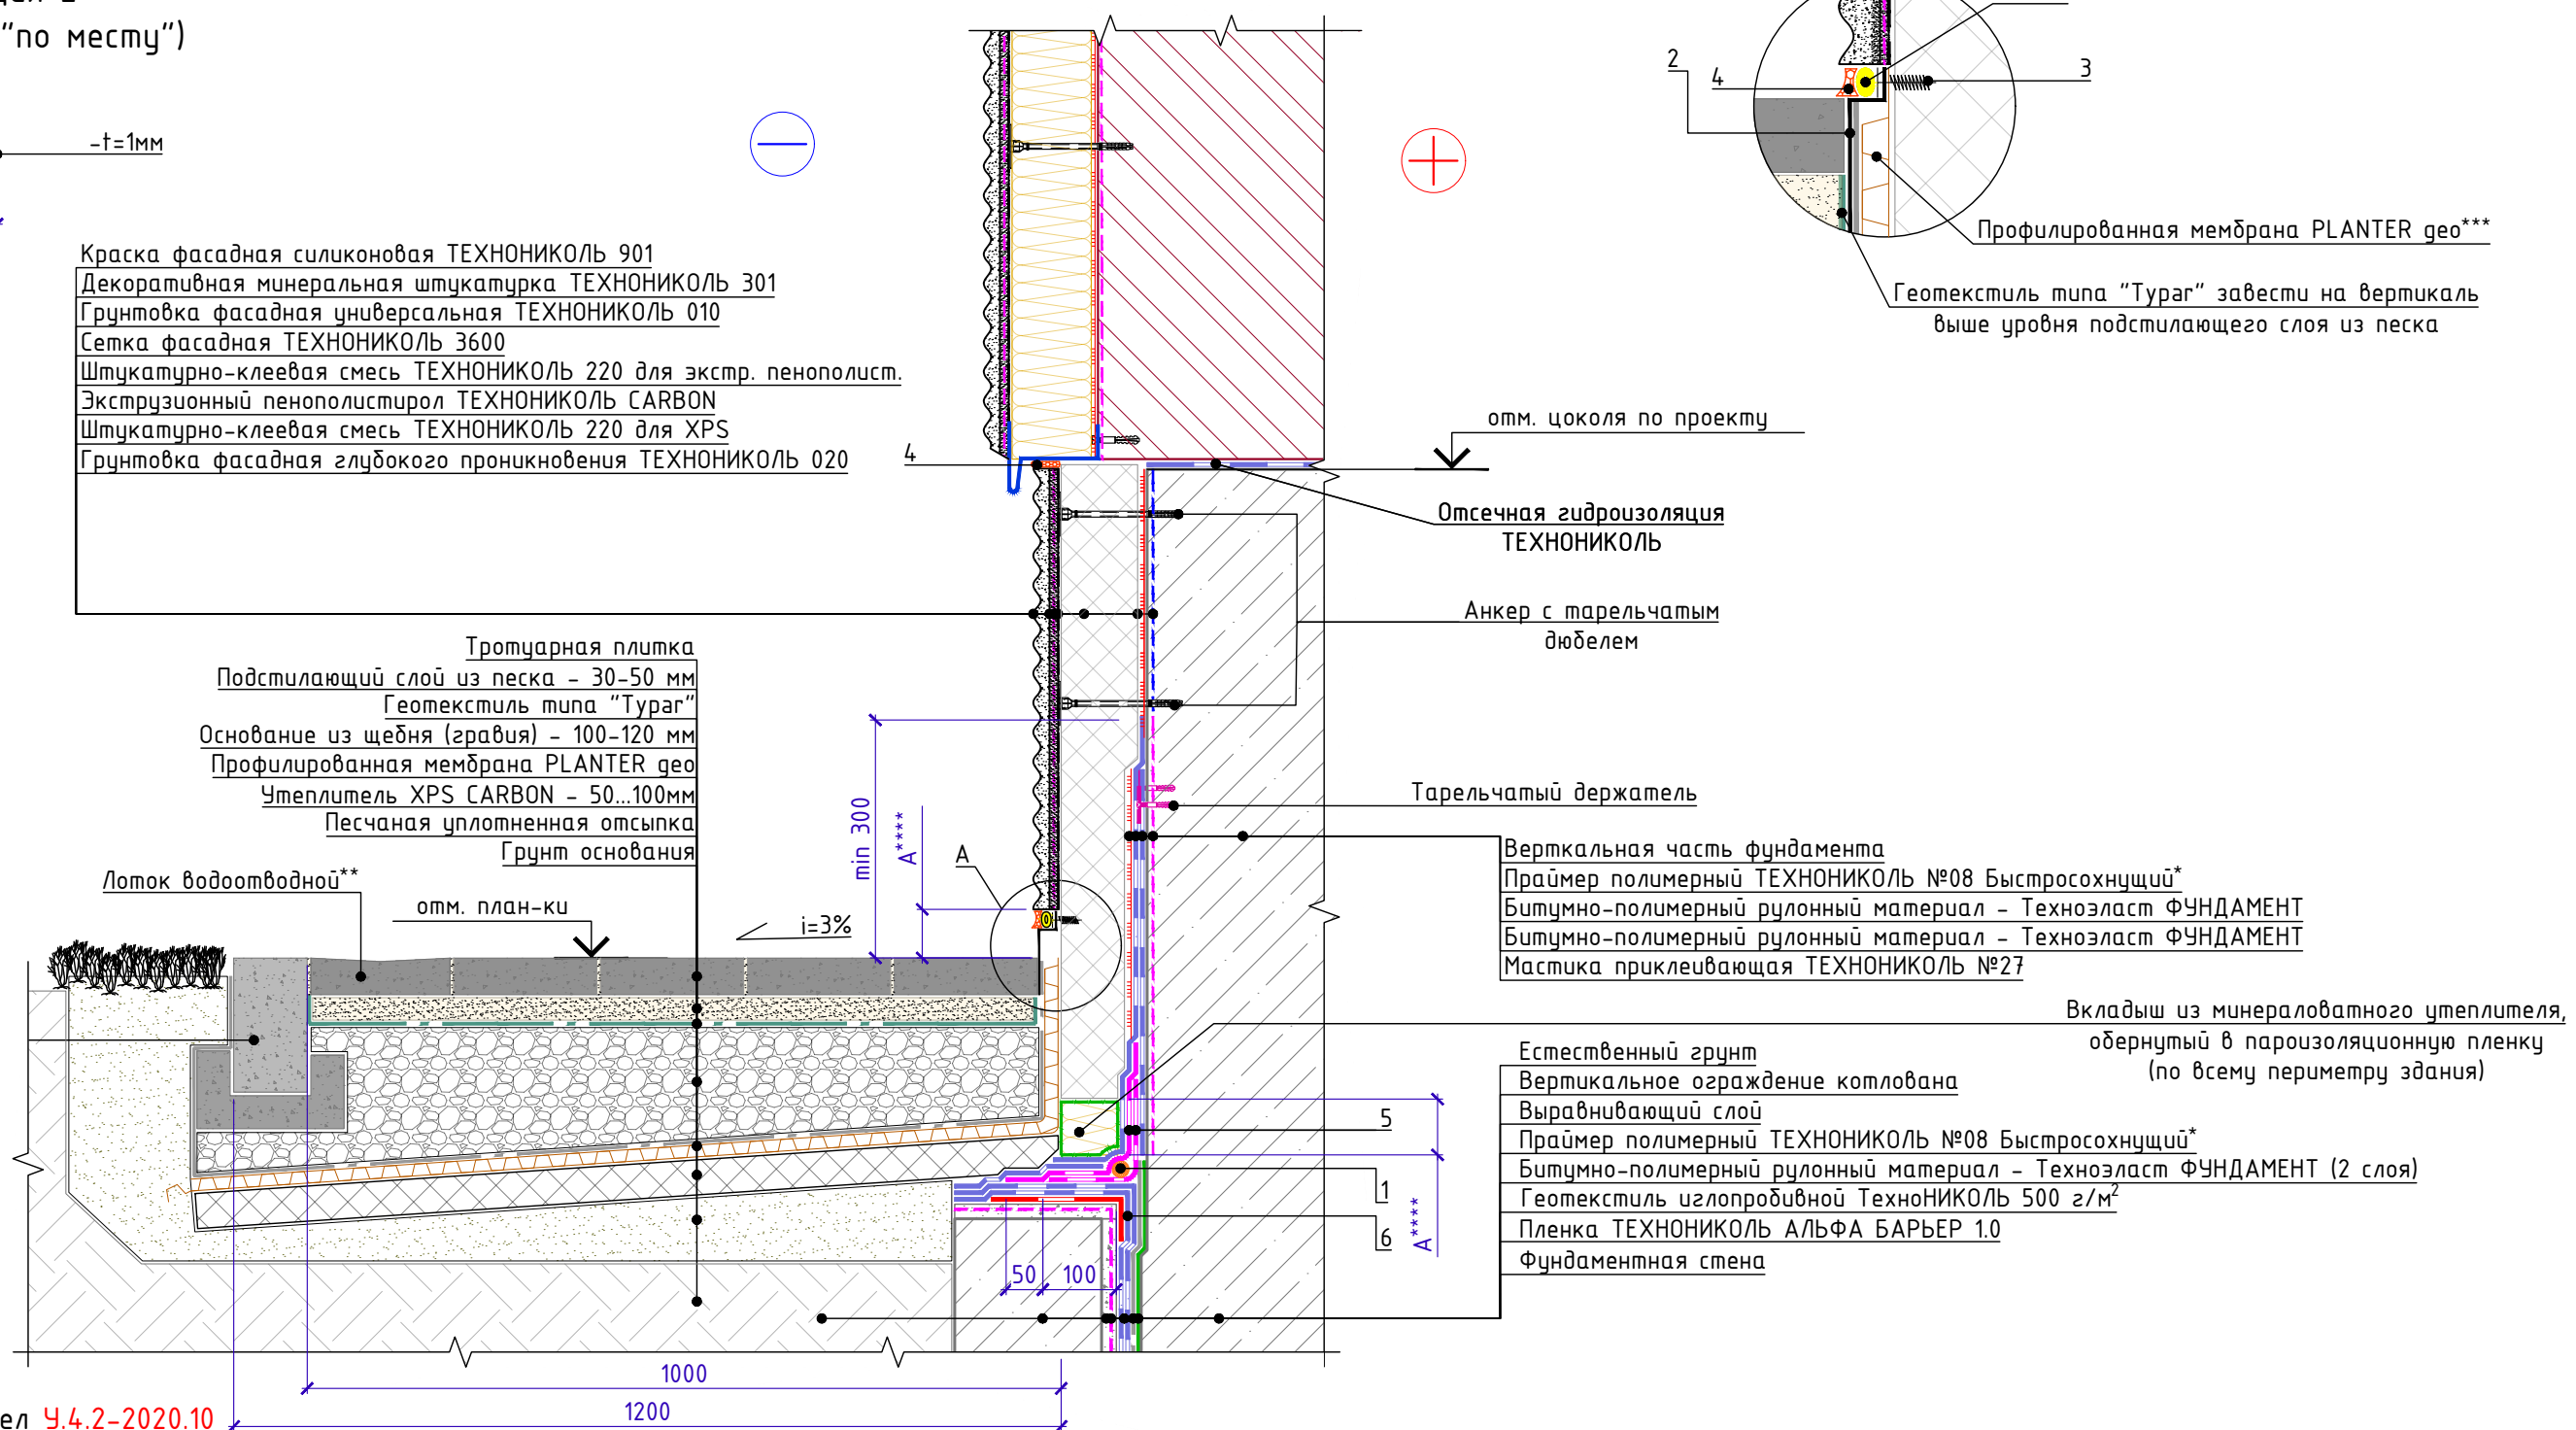 "по месту")
-t=1мм
Краска фасадная силиконовая ТЕХНОНИКОЛЬ 901
Декоративная минеральная штукатурка ТЕХНОНИКОЛЬ 301
Грунтовка фасадная универсальная ТЕХНОНИКОЛЬ 010
Сетка фасадная ТЕХНОНИКОЛЬ 3600
Штукатурно-клеевая смесь ТЕХНОНИКОЛЬ 220 для экстр. пенополист.
Экструзионный пенополистирол ТЕХНОНИКОЛЬ CARBON
Штукатурно-клеевая смесь ТЕХНОНИКОЛЬ 220 для XPS
Грунтовка фасадная глубокого проникновения ТЕХНОНИКОЛЬ 020
4
2
4
3
Профилированная мембрана PLANTER geo***
Геотекстиль типа "Typar" завести на вертикаль
выше уровня подстилающего слоя из песка
отм. цоколя по проекту
Отсечная гидроизоляция
ТЕХНОНИКОЛЬ
Анкер с тарельчатым
дюбелем
Тротуарная плитка
Подстилающий слой из песка - 30-50 мм
Геотекстиль типа "Typar"
Основание из щебня (гравия) - 100-120 мм
Профилированная мембрана PLANTER geo
Утеплитель XPS CARBON - 50...100мм
Песчаная уплотненная отсыпка
Грунт основания
Лоток водоотводной**
отм. план-ки
i=3%
min 300
А****
А
Тарельчатый держатель
Верткальная часть фундамента
Праймер полимерный ТЕХНОНИКОЛЬ №08 Быстросохнущий*
Битумно-полимерный рулонный материал - Техноэласт ФУНДАМЕНТ
Битумно-полимерный рулонный материал - Техноэласт ФУНДАМЕНТ
Мастика приклеивающая ТЕХНОНИКОЛЬ №27
Вкладыш из минераловатного утеплителя,
обернутый в пароизоляционную пленку
(по всему периметру здания)
Естественный грунт
Вертикальное ограждение котлована
Выравнивающий слой
Праймер полимерный ТЕХНОНИКОЛЬ №08 Быстросохнущий*
Битумно-полимерный рулонный материал - Техноэласт ФУНДАМЕНТ (2 слоя)
Геотекстиль иглопробивной ТехноНИКОЛЬ 500 г/м²
Пленка ТЕХНОНИКОЛЬ АЛЬФА БАРЬЕР 1.0
Фундаментная стена
5
1
6
А****
50
100
1000
1200
ел У.4.2-2020.10